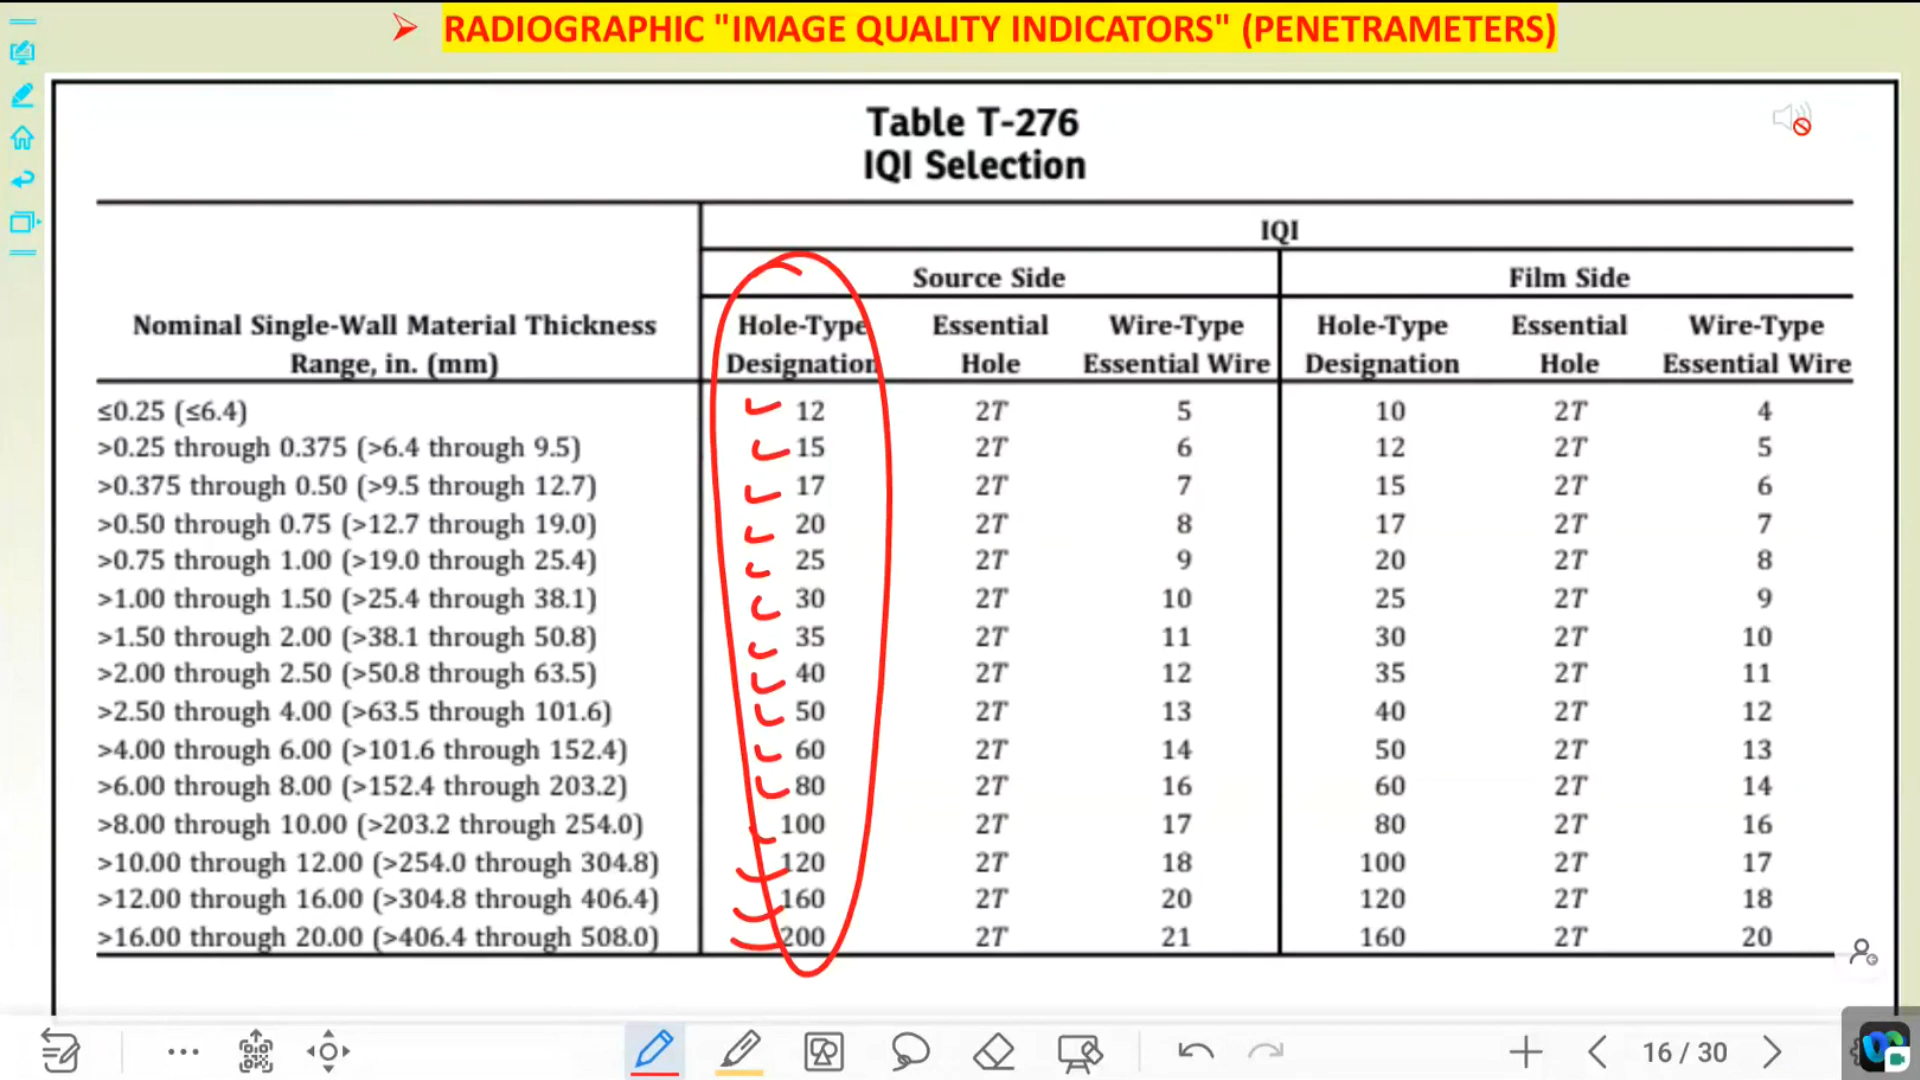 RADIOGRAPHIC "IMAGE QUALITY INDICATORS" (PENETRAMETERS)
Table T-276
IQI Selection
IQI
Source Side Film Side
Nominal Single-Wall Material Thickness Range, in. (mm) Hole-Type Designation Essential Hole Wire-Type Essential Wire Hole-Type Designation Essential Hole Wire-Type Essential Wire
≤0.25 (≤6.4) 12 2T 5 10 2T 4
>0.25 through 0.375 (>6.4 through 9.5) 15 2T 6 12 2T 5
>0.375 through 0.50 (>9.5 through 12.7) 17 2T 7 15 2T 6
>0.50 through 0.75 (>12.7 through 19.0) 20 2T 8 17 2T 7
>0.75 through 1.00 (>19.0 through 25.4) 25 2T 9 20 2T 8
>1.00 through 1.50 (>25.4 through 38.1) 30 2T 10 25 2T 9
>1.50 through 2.00 (>38.1 through 50.8) 35 2T 11 30 2T 10
>2.00 through 2.50 (>50.8 through 63.5) 40 2T 12 35 2T 11
>2.50 through 4.00 (>63.5 through 101.6) 50 2T 13 40 2T 12
>4.00 through 6.00 (>101.6 through 152.4) 60 2T 14 50 2T 13
>6.00 through 8.00 (>152.4 through 203.2) 80 2T 16 60 2T 14
>8.00 through 10.00 (>203.2 through 254.0) 100 2T 17 80 2T 16
>10.00 through 12.00 (>254.0 through 304.8) 120 2T 18 100 2T 17
>12.00 through 16.00 (>304.8 through 406.4) 160 2T 20 120 2T 18
>16.00 through 20.00 (>406.4 through 508.0) 200 2T 21 160 2T 20
16 / 30